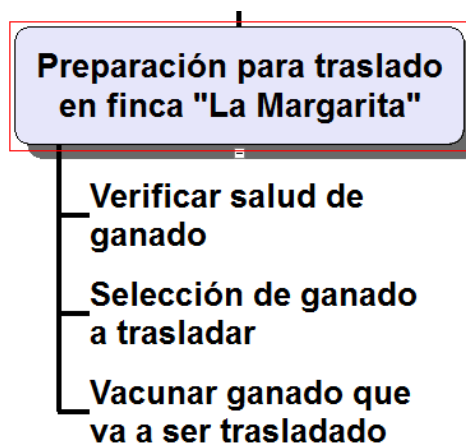 Preparación para traslado
en finca "La Margarita"
Verificar salud de
ganado
Selección de ganado
a trasladar
Vacunar ganado que
va a ser trasladado